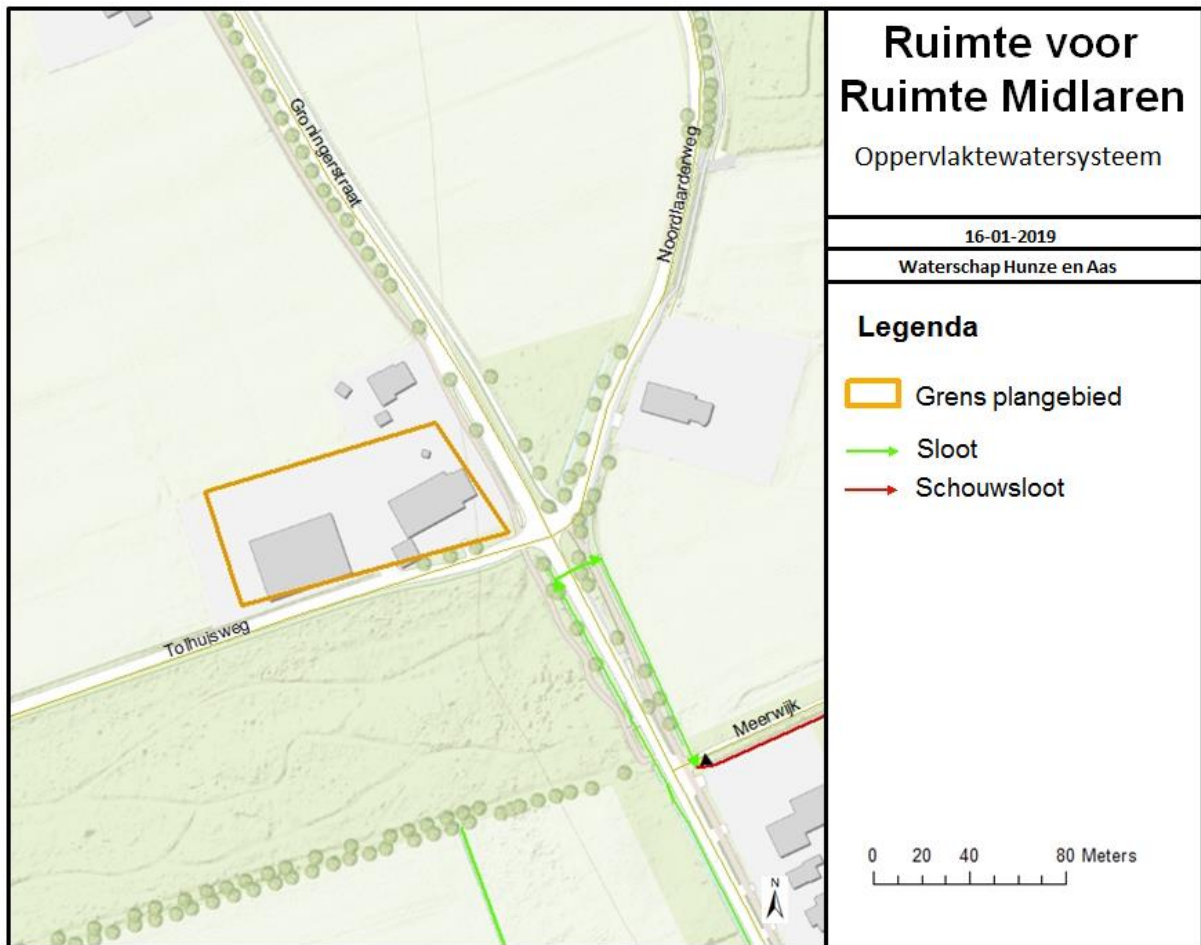 Ruimte voor
Ruimte Midlaren
Oppervlaktewatersysteem
16-01-2019
Waterschap Hunze en Aas
Legenda
Grens plangebied
Sloot
Schouwsloot
0 20 40 80 Meters
Groningerstraat
Noordlaarderweg
Tolhuisweg
Meerwijk
N